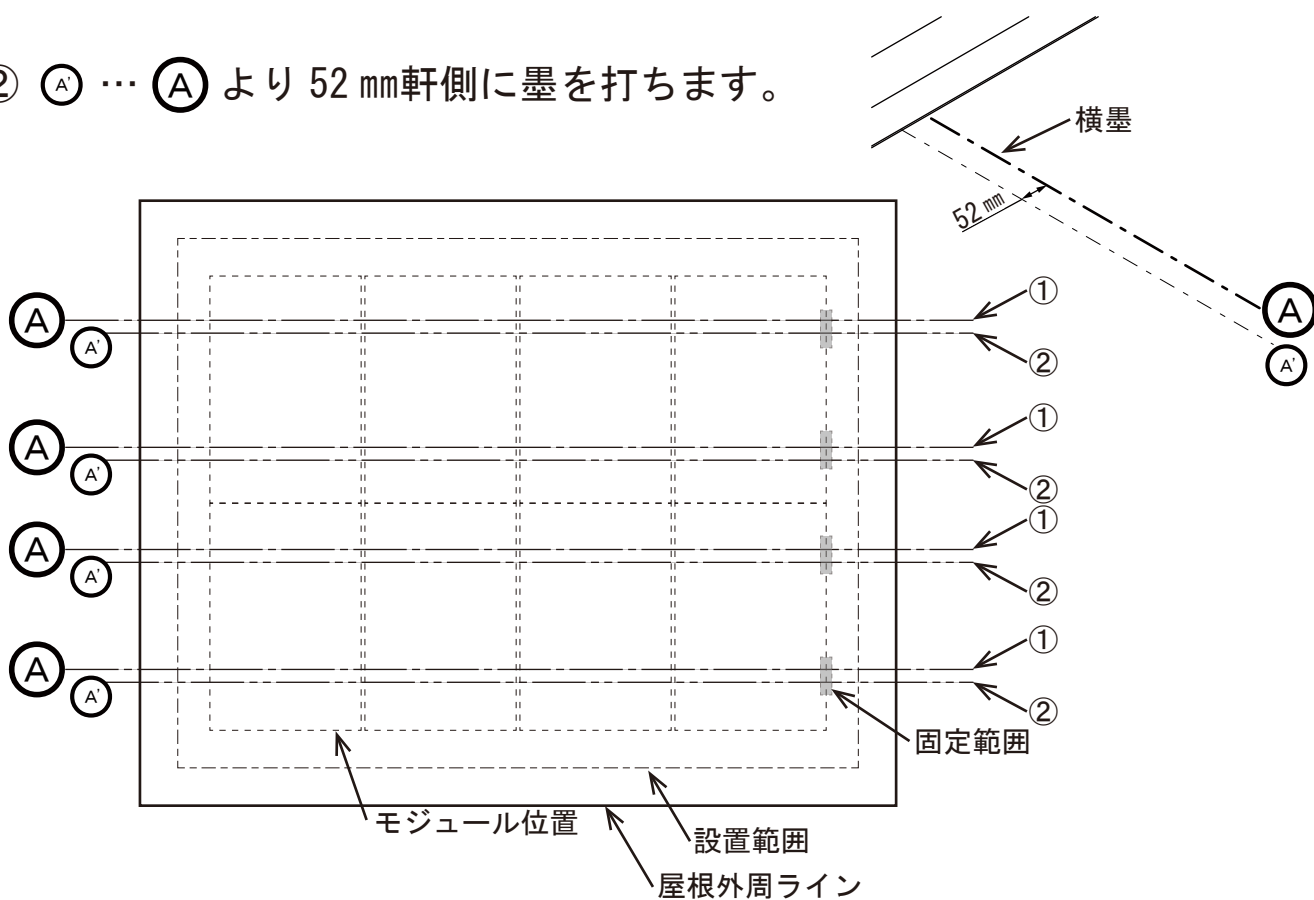 ② A' … A より 52 ㎜軒側に墨を打ちます。
横墨
52 ㎜
A
A'
A
A'
①
②
A
A'
①
②
A
A'
①
②
A
A'
①
②
固定範囲
モジュール位置
設置範囲
屋根外周ライン